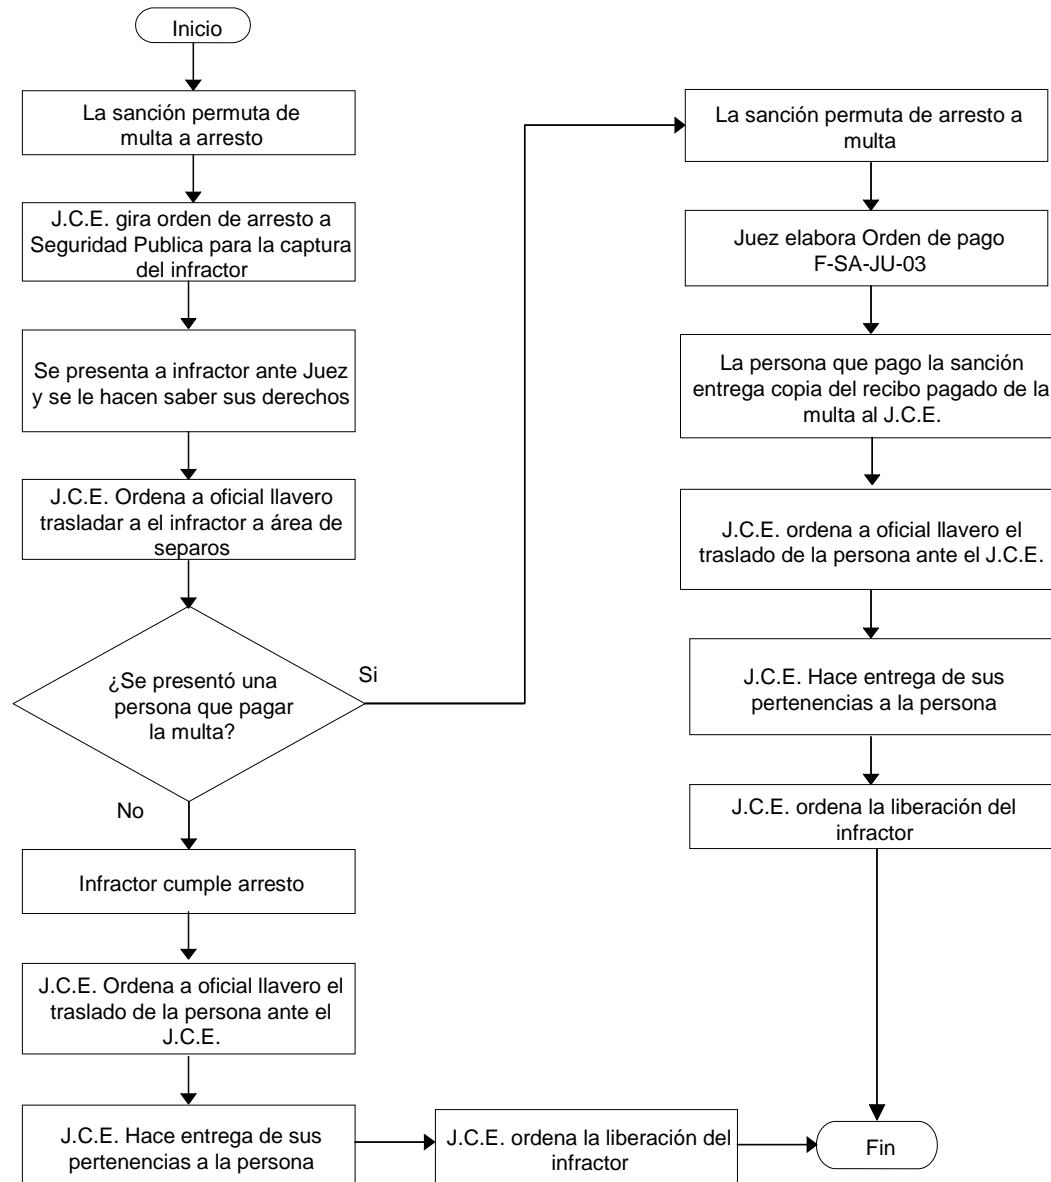 Inicio
La sanción permuta de
multa a arresto
J.C.E. gira orden de arresto a
Seguridad Publica para la captura
del infractor
Se presenta a infractor ante Juez
y se le hacen saber sus derechos
J.C.E. Ordena a oficial llavero
trasladar a el infractor a área de
separos
¿Se presentó una
persona que pagar
la multa?
Si
No
Infractor cumple arresto
J.C.E. Ordena a oficial llavero el
traslado de la persona ante el
J.C.E.
J.C.E. Hace entrega de sus
pertenencias a la persona
J.C.E. ordena la liberación del
infractor
La sanción permuta de arresto a
multa
Juez elabora Orden de pago
F-SA-JU-03
La persona que pago la sanción
entrega copia del recibo pagado de la
multa al J.C.E.
J.C.E. ordena a oficial llavero el
traslado de la persona ante el J.C.E.
J.C.E. Hace entrega de sus
pertenencias a la persona
J.C.E. ordena la liberación del
infractor
Fin